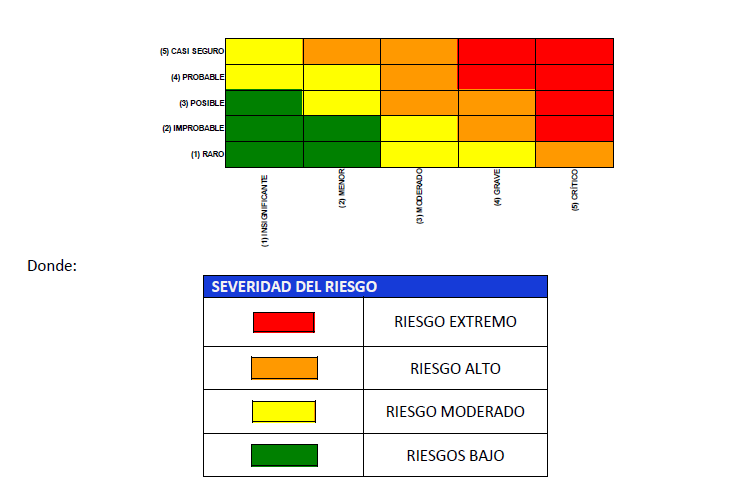 (5) CASI SEGURO
(4) PROBABLE
(3) POSIBLE
(2) IMPROBABLE
(1) RARO
(1) INSIGNIFICANTE
(2) MENOR
(3) MODERADO
(4) GRAVE
(5) CRÍTICO
Donde:
SEVERIDAD DEL RIESGO
RIESGO EXTREMO
RIESGO ALTO
RIESGO MODERADO
RIESGOS BAJO